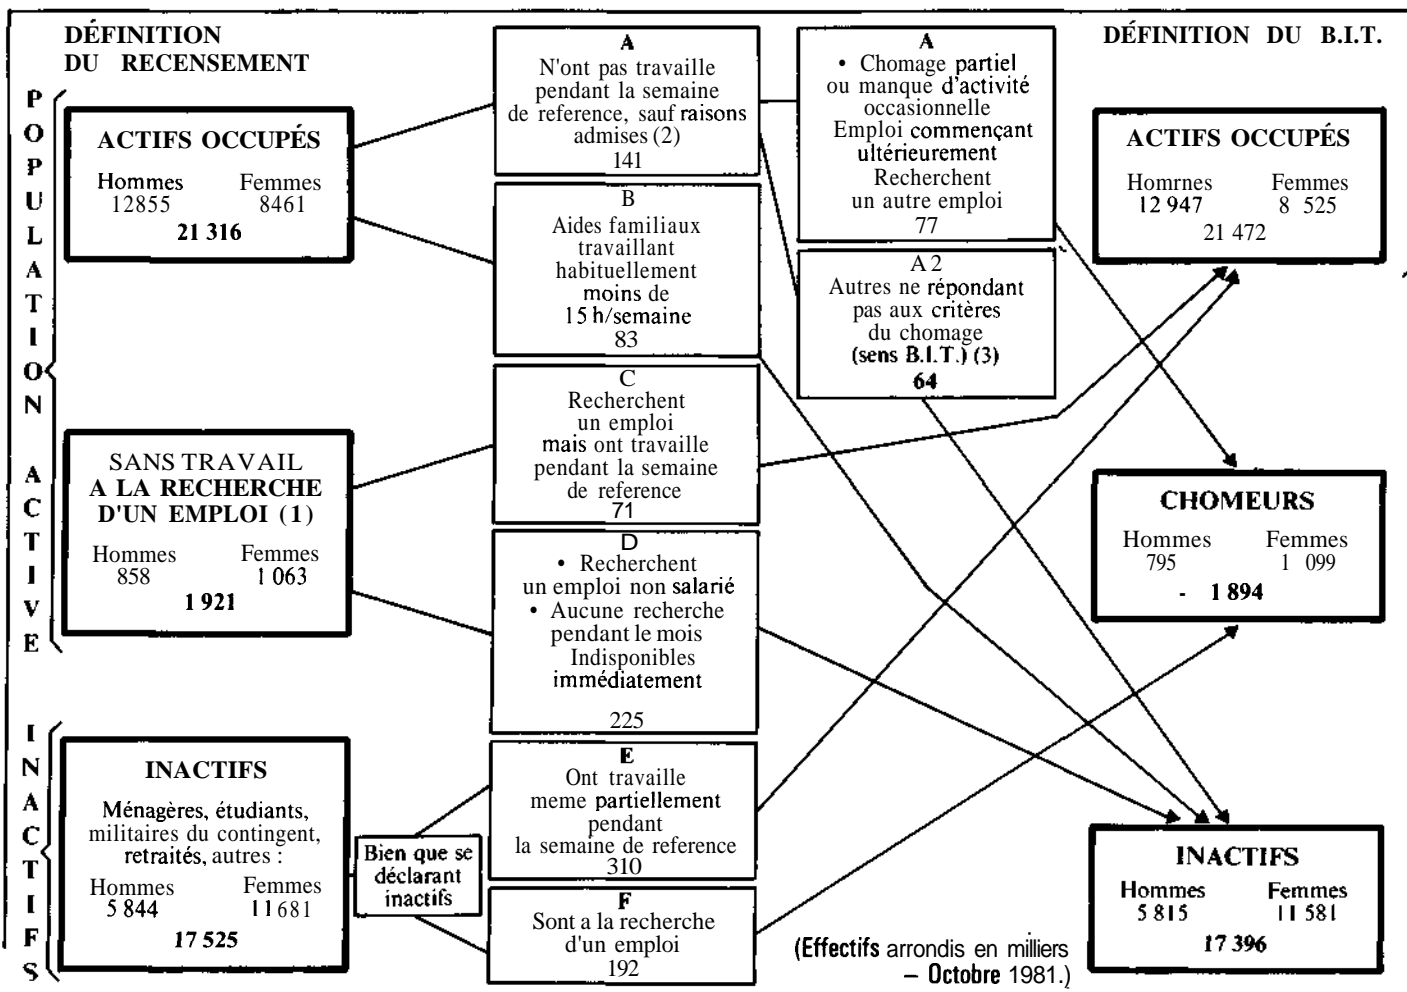 DÉFINITION
DU RECENSEMENT
POPULATION ACTIVE
ACTIFS OCCUPÉS
Hommes Femmes
12855 8461
21 316
SANS TRAVAIL
A LA RECHERCHE
D'UN EMPLOI (1)
Hommes Femmes
858 1 063
1 921
INACTIFS
INACTIFS
Ménagères, étudiants,
militaires du contingent,
retraités, autres :
Hommes Femmes
5 844 11 681
17 525
Bien que se
déclarant
inactifs
A
N'ont pas travaille
pendant la semaine
de reference, sauf raisons
admises (2)
141
B
Aides familiaux
travaillant
habituellement
moins de
15 h/semaine
83
C
Recherchent
un emploi
mais ont travaille
pendant la semaine
de reference
71
D
• Recherchent
un emploi non salarié
• Aucune recherche
pendant le mois
Indisponibles
immédiatement
225
E
Ont travaille
meme partiellement
pendant
la semaine de reference
310
F
Sont a la recherche
d'un emploi
192
A
• Chomage partiel
ou manque d'activité
occasionnelle
Emploi commençant
ultérieurement
Recherchent
un autre emploi
77
A 2
Autres ne répondant
pas aux critères
du chomage
(sens B.I.T.) (3)
64
DÉFINITION DU B.I.T.
ACTIFS OCCUPÉS
Homrnes Femmes
12 947 8 525
21 472
CHOMEURS
Hommes Femmes
795 1 099
- 1 894
INACTIFS
Hommes Femmes
5 815 11 581
17 396
(Effectifs arrondis en milliers
– Octobre 1981.)